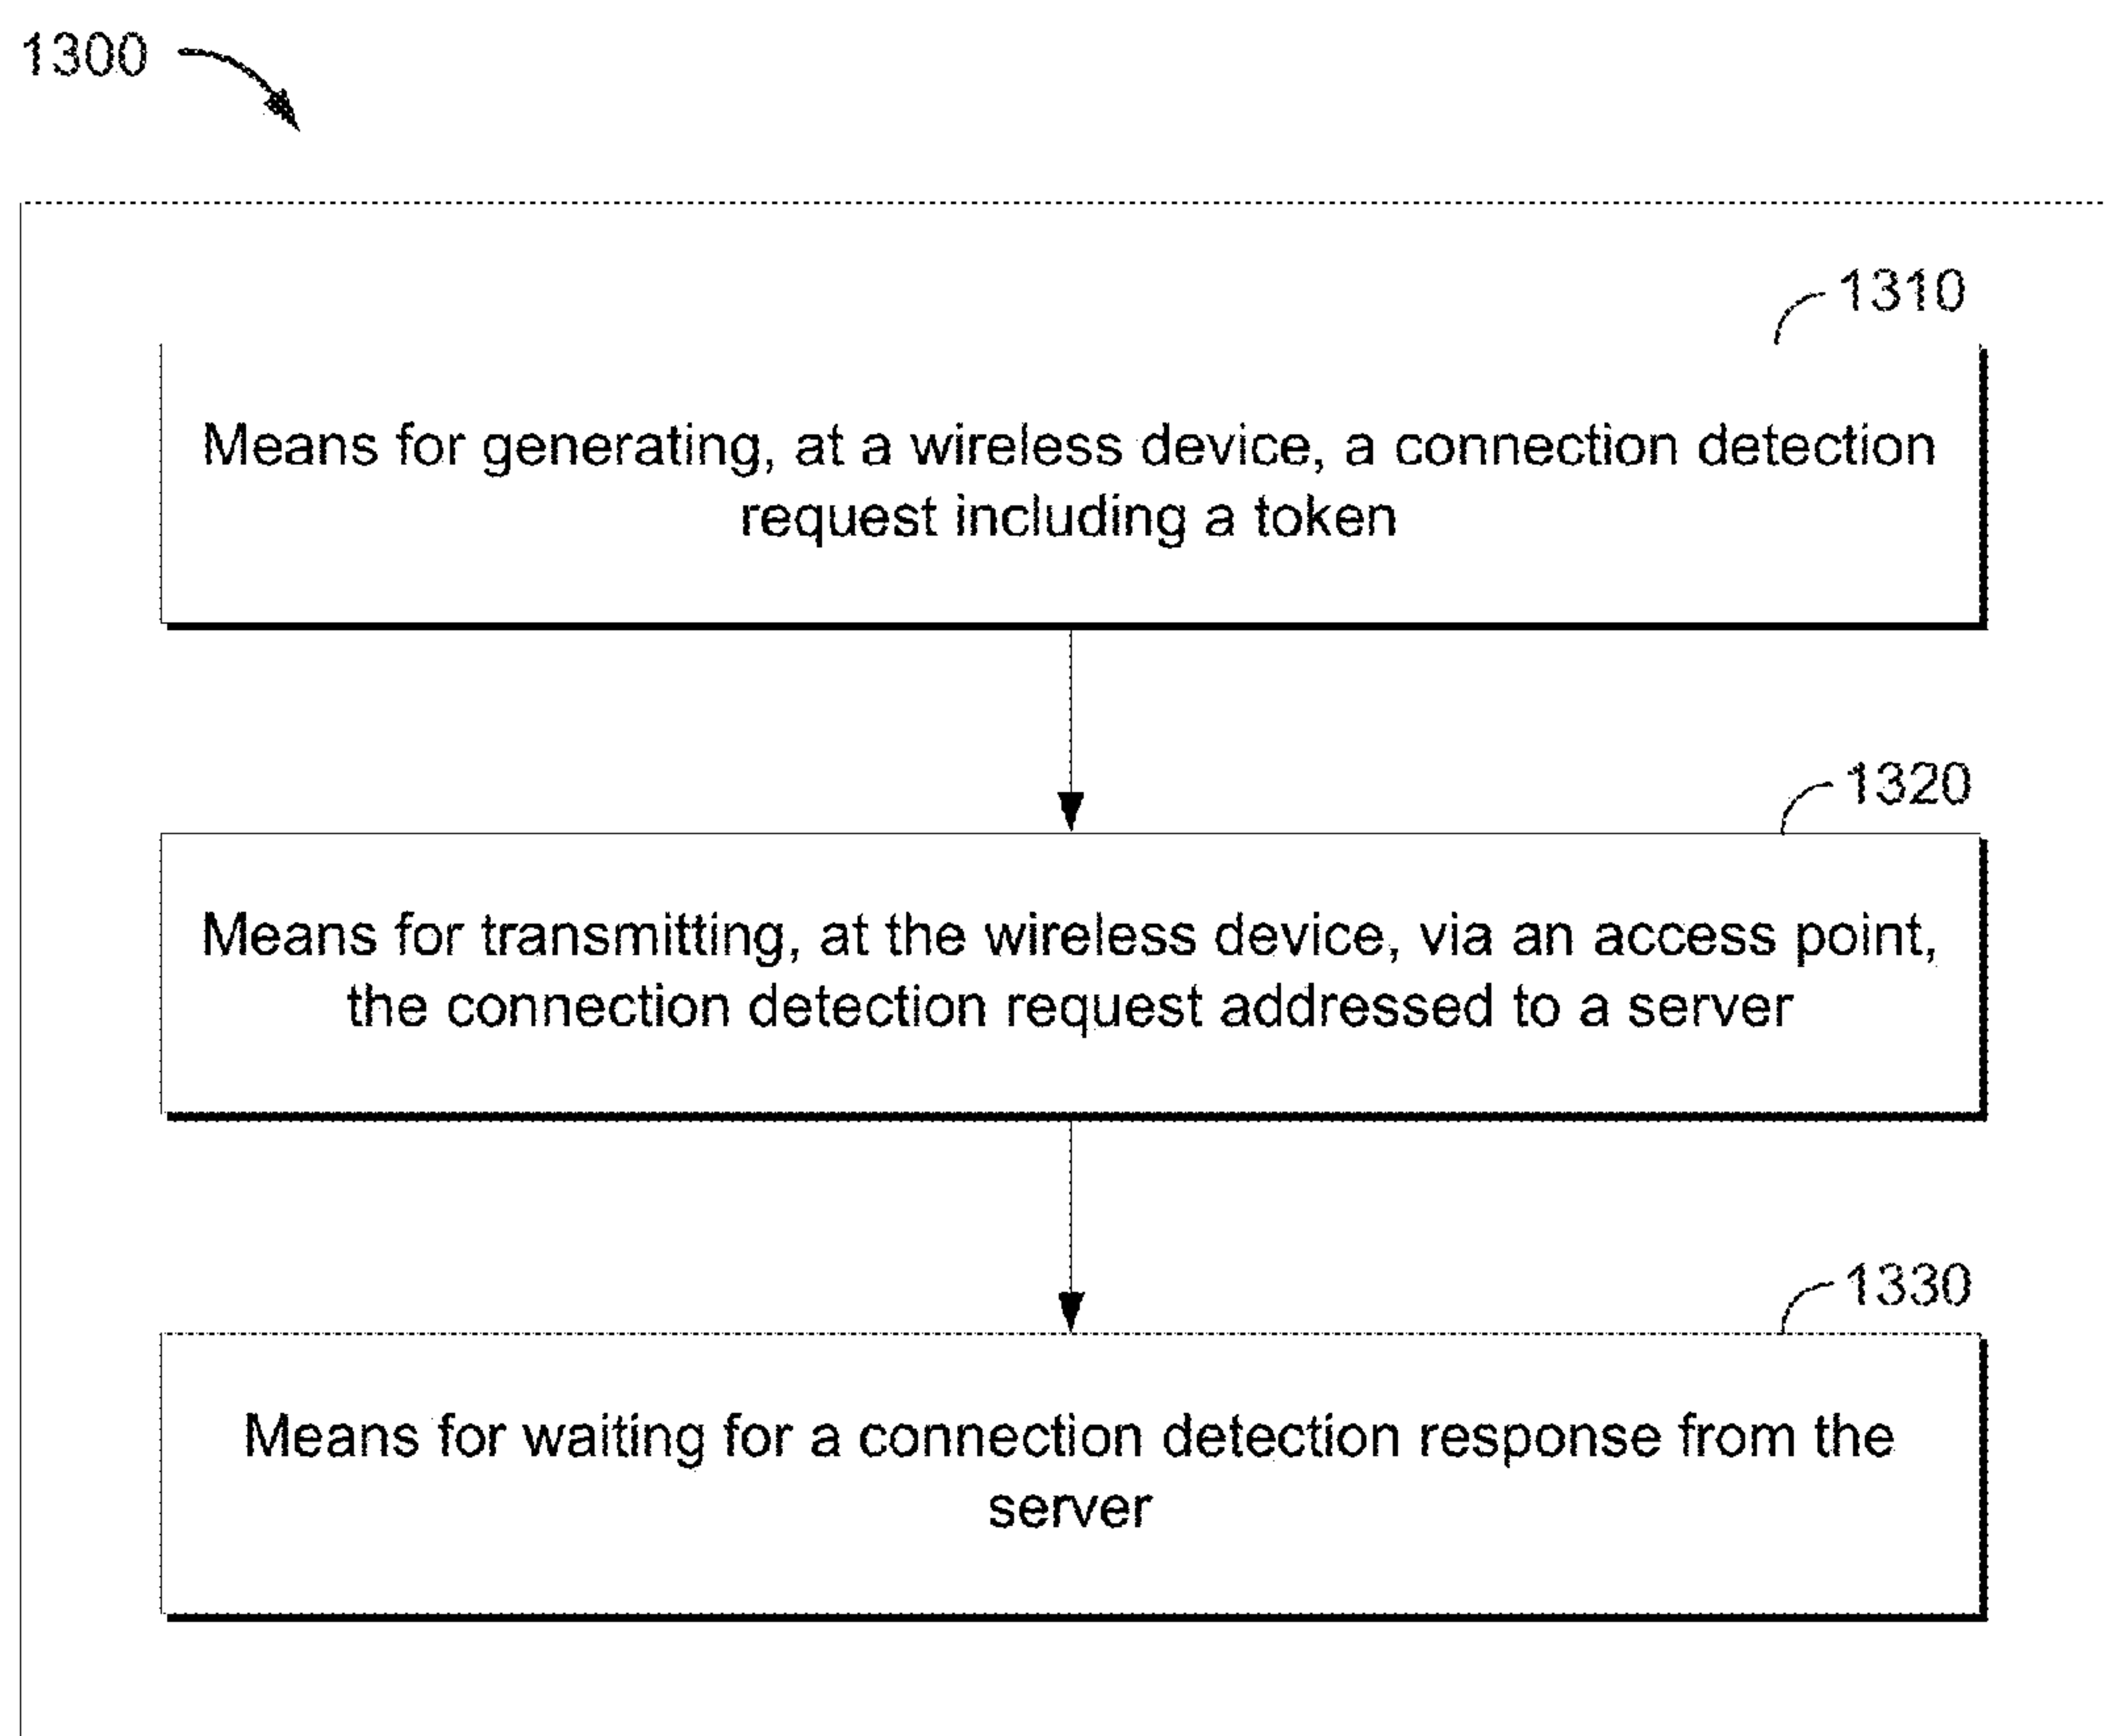 1300
1310
Means for generating, at a wireless device, a connection detection
request including a token
1320
Means for transmitting, at the wireless device, via an access point,
the connection detection request addressed to a server
1330
Means for waiting for a connection detection response from the
server